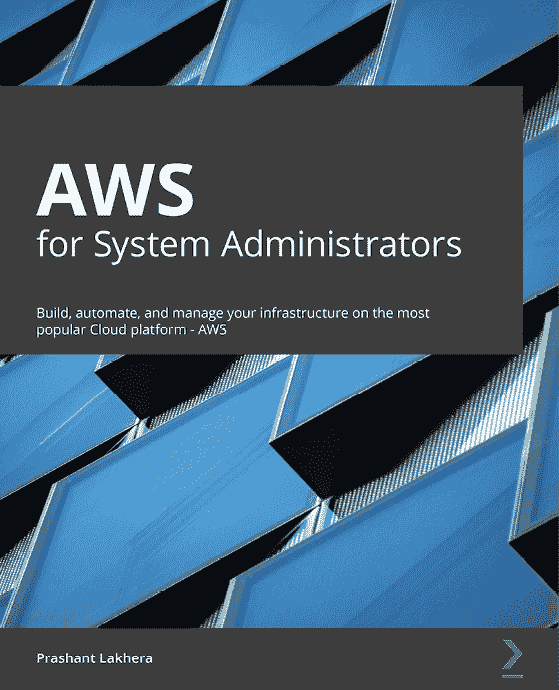 AWS
for System Administrators
Build, automate, and manage your infrastructure on the most
popular Cloud platform - AWS
Prashant Lakhera